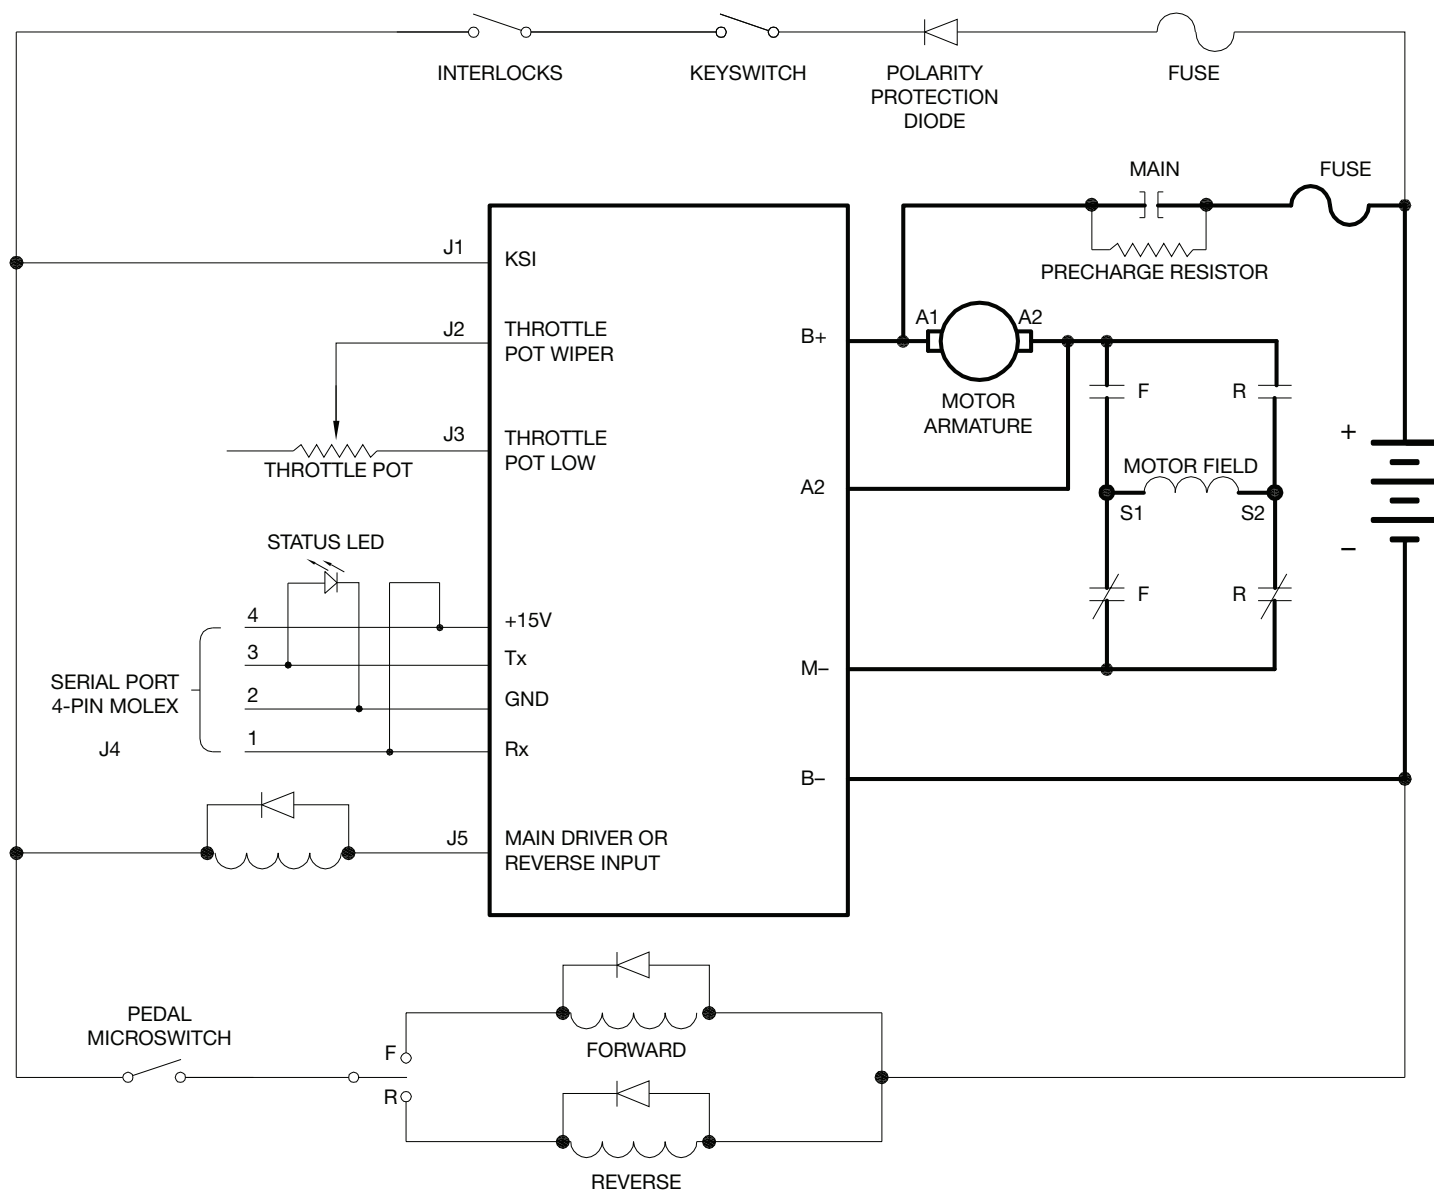 INTERLOCKS
KEYSWITCH
POLARITY
PROTECTION
DIODE
FUSE
MAIN
FUSE
PRECHARGE RESISTOR
J1
KSI
J2
THROTTLE
POT WIPER
J3
THROTTLE
POT LOW
THROTTLE POT
B+
A1
A2
MOTOR
ARMATURE
F
R
+
–
A2
MOTOR FIELD
S1
S2
F
R
STATUS LED
4
+15V
3
Tx
2
GND
1
Rx
SERIAL PORT
4-PIN MOLEX
J4
M–
B–
J5
MAIN DRIVER OR
REVERSE INPUT
PEDAL
MICROSWITCH
F
R
FORWARD
REVERSE